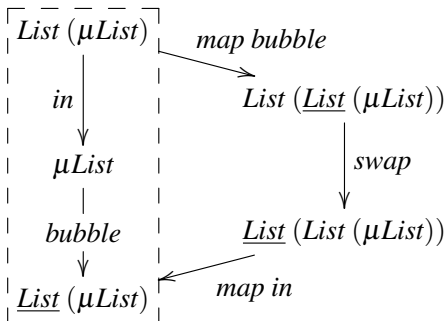 List (μList)
map bubble
in
List (List (μList))
μList
swap
bubble
List (List (μList))
map in
List (μList)